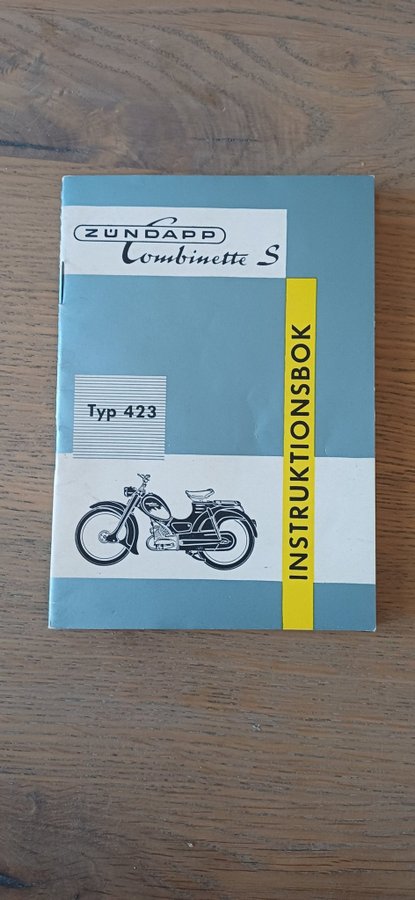 ZÜNDAPP
Combinette S
Typ 423
INSTRUKTIONSBOK